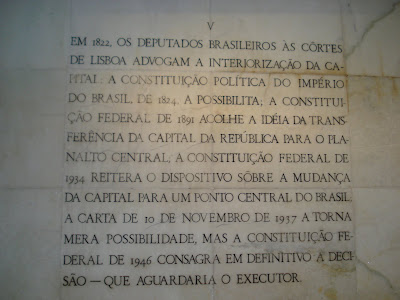 V
EM 1822, OS DEPUTADOS BRASILEIROS ÀS CÔRTES
DE LISBOA ADVOGAM A INTERIORIZAÇÃO DA CA-
PITAL: A CONSTITUIÇÃO POLÍTICA DO IMPÉRIO
DO BRASIL, DE 1824, A POSSIBILITA; A CONSTITUI-
ÇÃO FEDERAL DE 1891 ACOLHE A IDÉIA DA TRANS-
FERÊNCIA DA CAPITAL DA REPÚBLICA PARA O PLA-
NALTO CENTRAL; A CONSTITUIÇÃO FEDERAL DE
1934 REITERA O DISPOSITIVO SÔBRE A MUDANÇA
DA CAPITAL PARA UM PONTO CENTRAL DO BRASIL,
A CARTA DE 10 DE NOVEMBRO DE 1937 A TORNA
MERA POSSIBILIDADE, MAS A CONSTITUIÇÃO FE-
DERAL DE 1946 CONSAGRA EM DEFINITIVO A DECI-
SÃO — QUE AGUARDARIA O EXECUTOR.